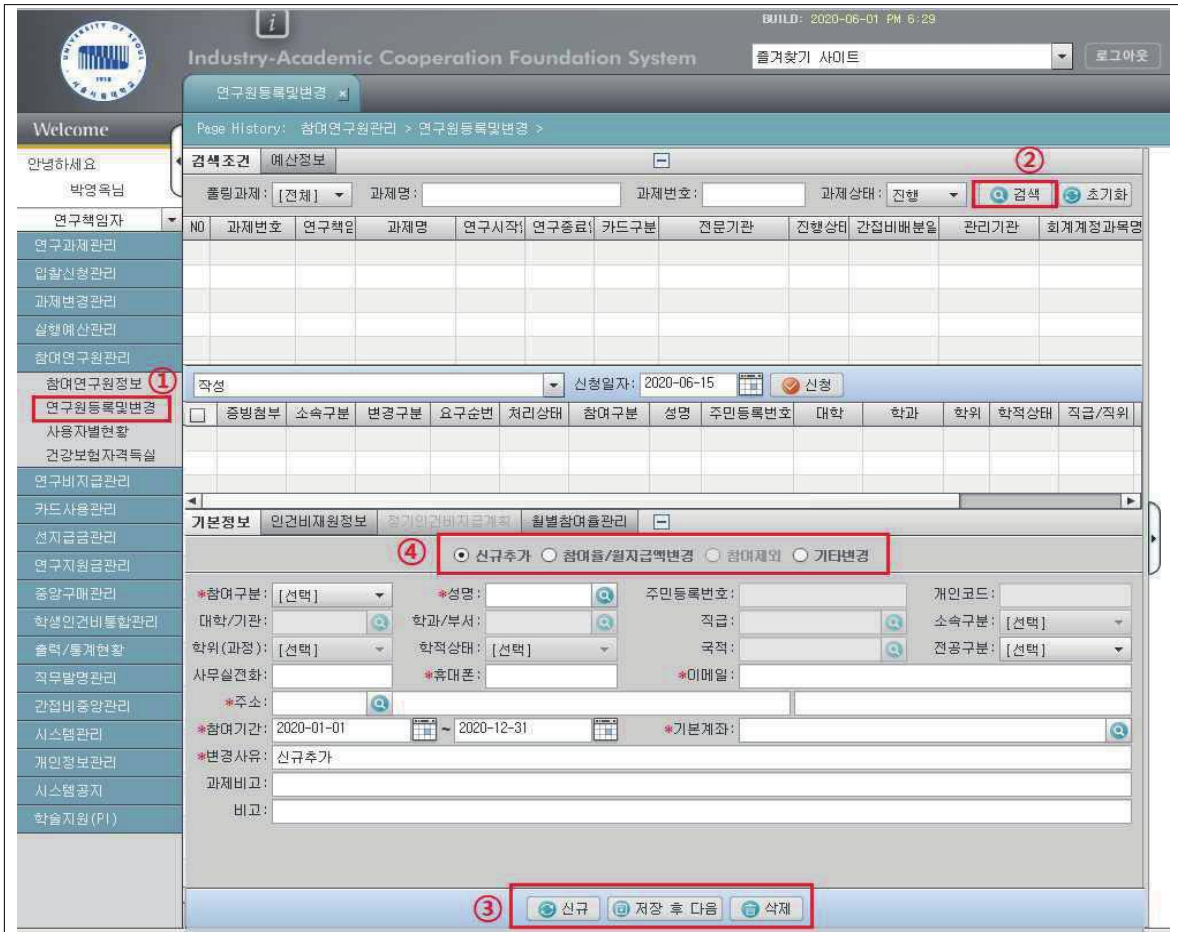 BUILD: 2020-06-01 PM 6:29
UNIVERSITY OF SEOUL
1918
서울시립대학교
Industry-Academic Cooperation Foundation System
즐겨찾기 사이트
로그아웃
연구원등록및변경
Welcome
Page History: 참여연구원관리 > 연구원등록및변경 >
안녕하세요
박영옥님
연구책임자
연구과제관리
입찰신청관리
과제변경관리
실행예산관리
참여연구원관리
참여연구원정보 ①
연구원등록및변경
사용자별현황
건강보험자격득실
연구비지급관리
카드사용관리
선지급금관리
연구지원금관리
중앙구매관리
학생인건비통합관리
출력/통계현황
직무발명관리
간접비중앙관리
시스템관리
개인정보관리
시스템공지
학술지원(PI)
검색조건 예산정보 ②
풀링과제: [전체] 과제명: 과제번호: 과제상태: 진행 검색 초기화
NO 과제번호 연구책임 과제명 연구시작 연구종료 카드구분 전문기관 진행상태 간접비배분일 관리기관 회계계정과목명
작성 신청일자: 2020-06-15 신청
증빙첨부 소속구분 변경구분 요구순번 처리상태 참여구분 성명 주민등록번호 대학 학과 학위 학적상태 직급/직위
기본정보 인건비재원정보 정기인건비지급계획 월별참여율관리
④ 신규추가 참여율/월지급액변경 참여제외 기타변경
*참여구분: [선택] *성명: 주민등록번호: 개인코드:
대학/기관: 학과/부서: 직급: 소속구분: [선택]
학위(과정): [선택] 학적상태: [선택] 국적: 전공구분: [선택]
사무실전화: *휴대폰: *이메일:
*주소:
*참여기간: 2020-01-01 ~ 2020-12-31 *기본계좌:
*변경사유: 신규추가
과제비고:
비고:
③ 신규 저장 후 다음 삭제